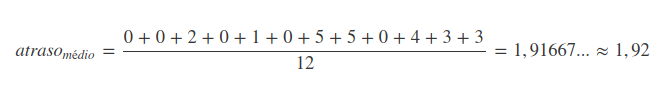 atraso_médio = (0 + 0 + 2 + 0 + 1 + 0 + 5 + 5 + 0 + 4 + 3 + 3) / 12 = 1,91667... ≈ 1,92